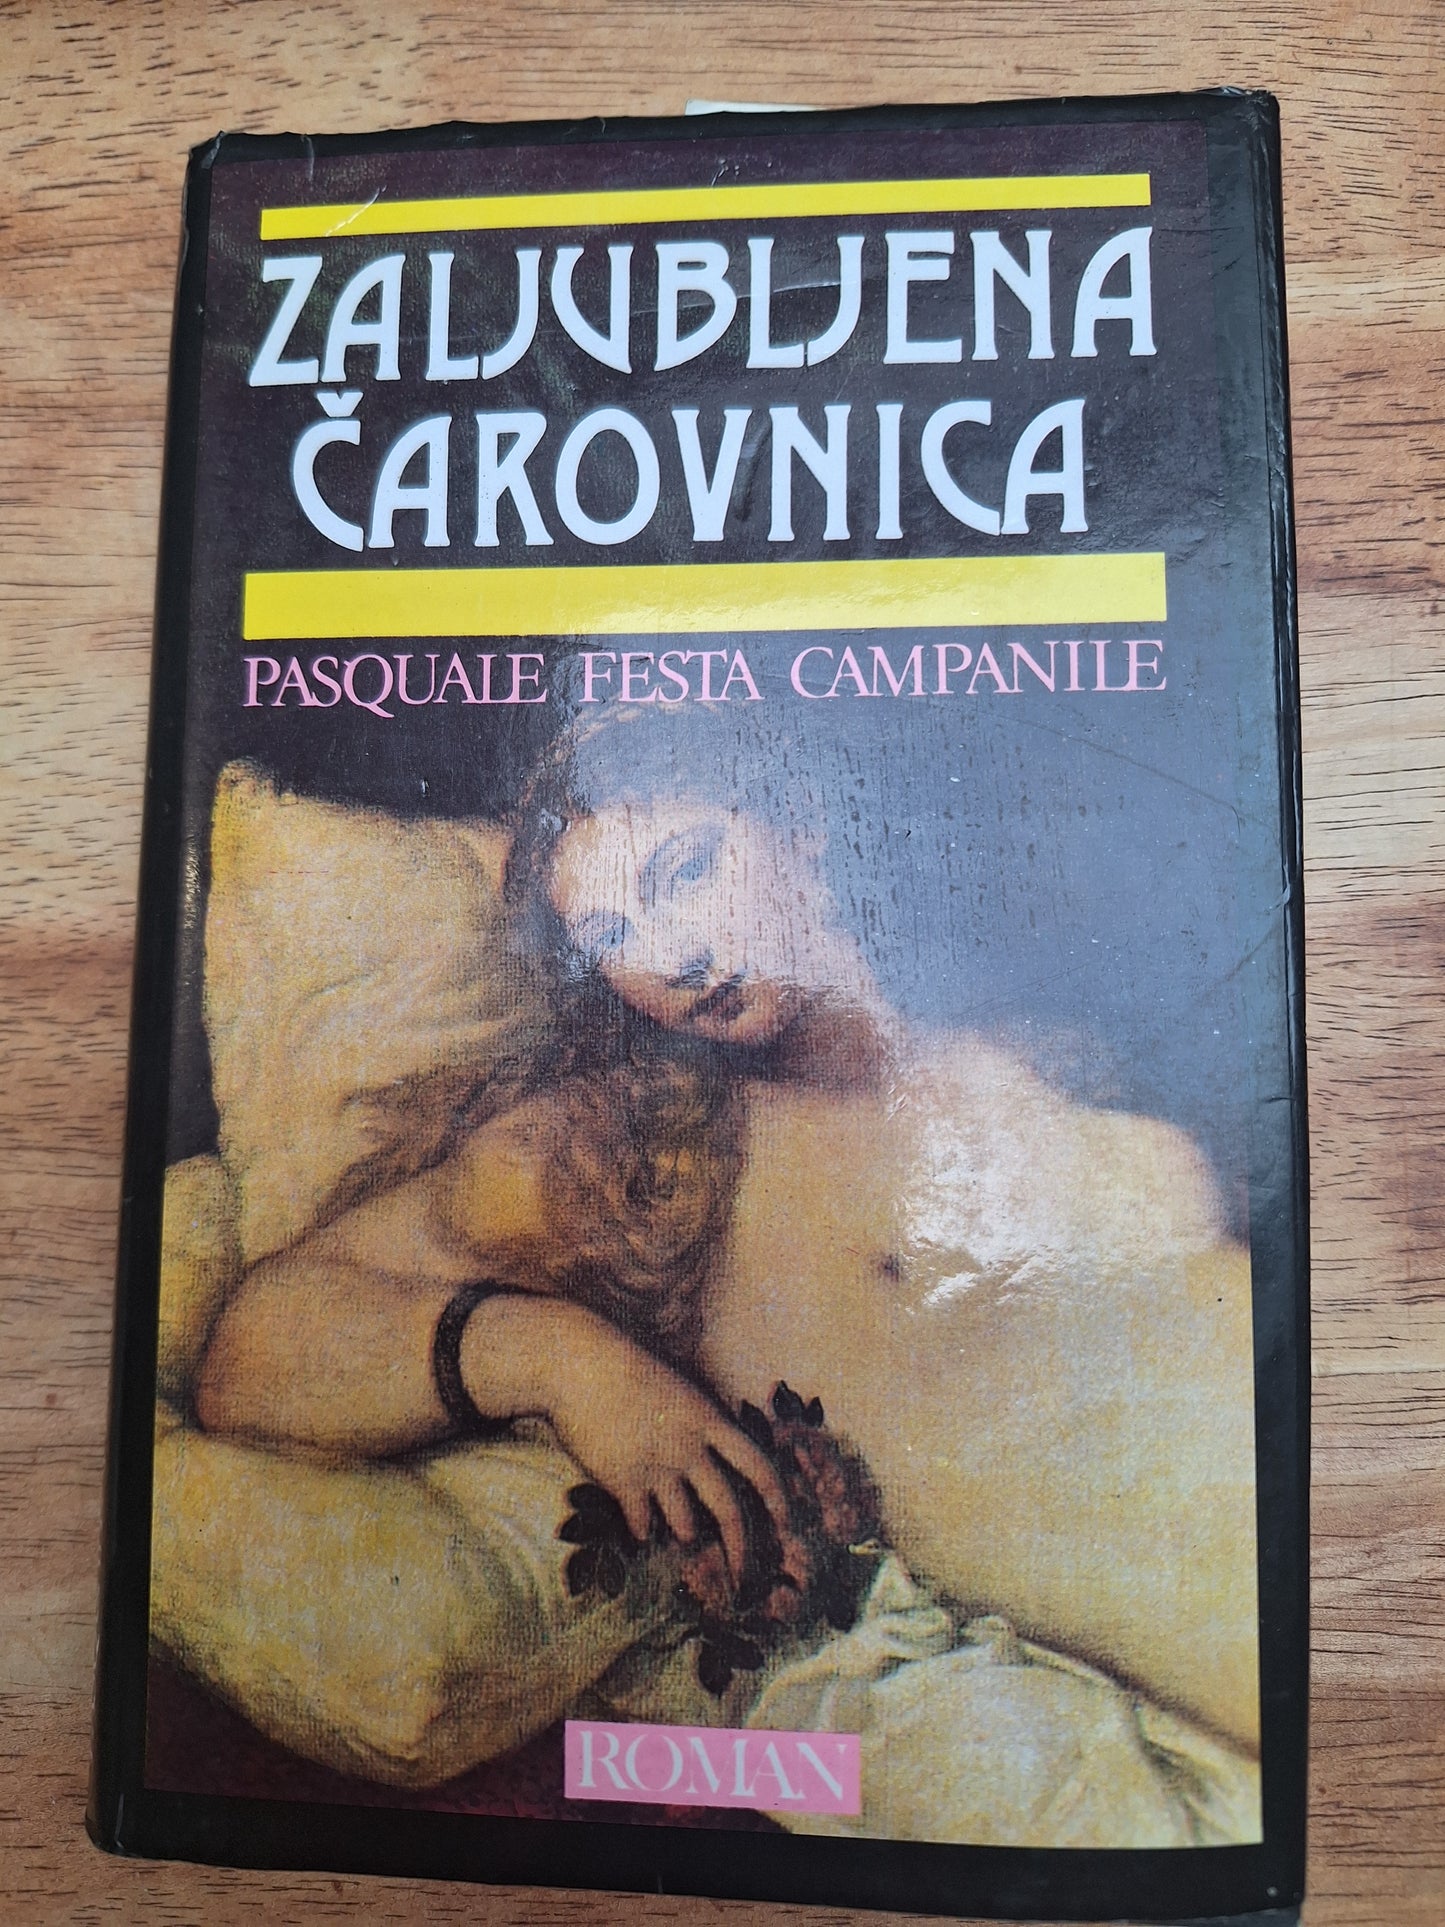 ZALJUBLJENA
ČAROVNICA
PASQUALE FESTA CAMPANILE
ROMAN